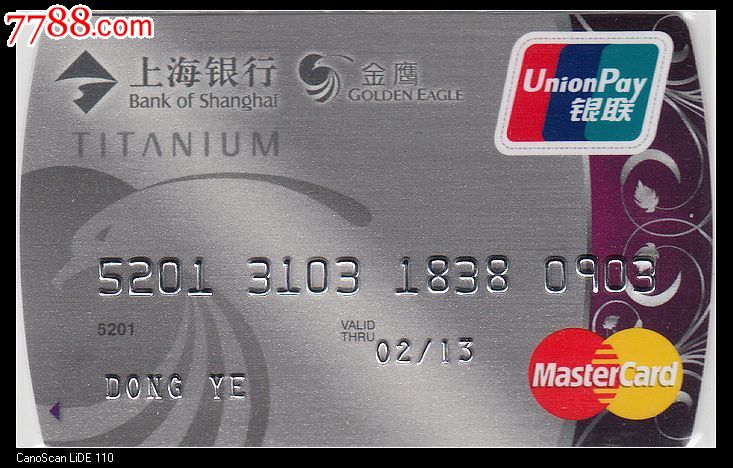 7788.com
上海银行
Bank of Shanghai
金鹰
GOLDEN EAGLE
UnionPay
银联
TITANIUM
5201 3103 1838 0903
5201
VALID
THRU
02/13
DONG YE
MasterCard
CanoScan LiDE 110